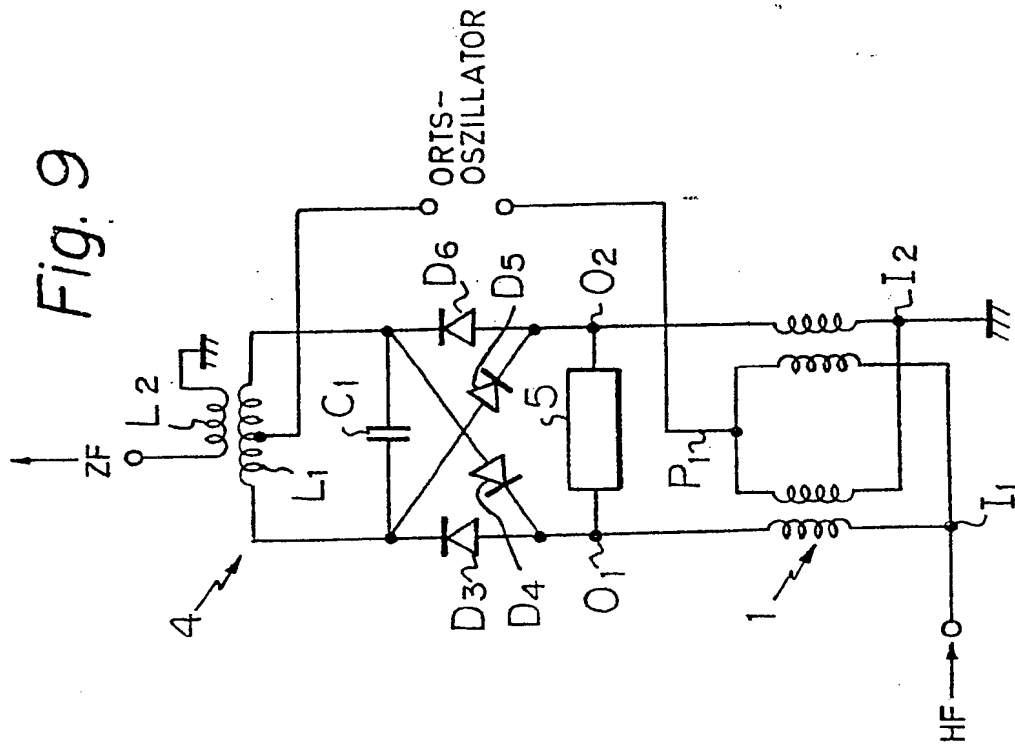 Fig. 9
ZF
L2
L1
4
C1
ORTS-
OSZILLATOR
D6
D5
D3
D4
5
O2
O1
P1
1
I2
I1
HF